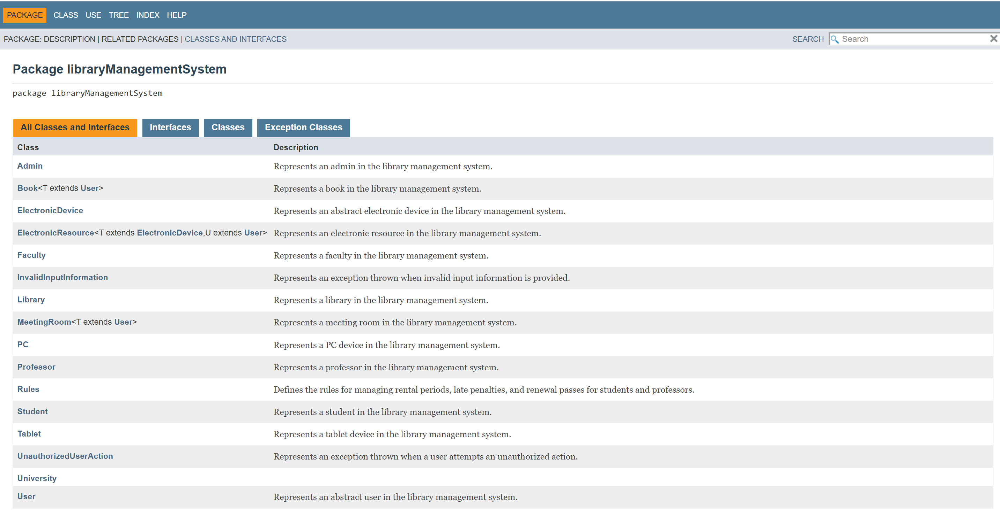 PACKAGE CLASS USE TREE INDEX HELP
PACKAGE: DESCRIPTION | RELATED PACKAGES | CLASSES AND INTERFACES SEARCH Search
Package libraryManagementSystem
package libraryManagementSystem
All Classes and Interfaces Interfaces Classes Exception Classes
Class Description
Admin Represents an admin in the library management system.
Book<T extends User> Represents a book in the library management system.
ElectronicDevice Represents an abstract electronic device in the library management system.
ElectronicResource<T extends ElectronicDevice,U extends User> Represents an electronic resource in the library management system.
Faculty Represents a faculty in the library management system.
InvalidInputInformation Represents an exception thrown when invalid input information is provided.
Library Represents a library in the library management system.
MeetingRoom<T extends User> Represents a meeting room in the library management system.
PC Represents a PC device in the library management system.
Professor Represents a professor in the library management system.
Rules Defines the rules for managing rental periods, late penalties, and renewal passes for students and professors.
Student Represents a student in the library management system.
Tablet Represents a tablet device in the library management system.
UnauthorizedUserAction Represents an exception thrown when a user attempts an unauthorized action.
University
User Represents an abstract user in the library management system.